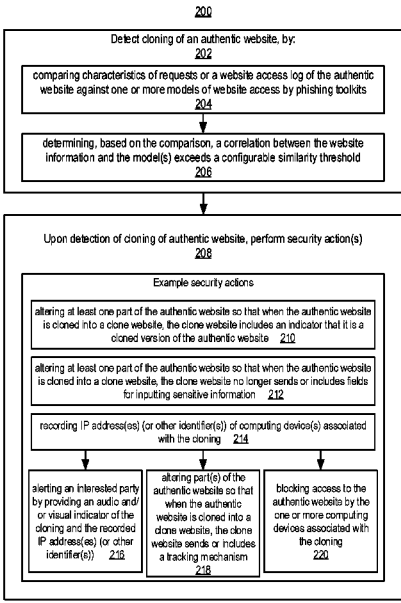 200
Detect cloning of an authentic website, by:
202
comparing characteristics of requests or a website access log of the authentic
website against one or more models of website access by phishing toolkits
204
determining, based on the comparison, a correlation between the website
information and the model(s) exceeds a configurable similarity threshold
206
Upon detection of cloning of authentic website, perform security action(s)
208
Example security actions
altering at least one part of the authentic website so that when the authentic website
is cloned into a clone website, the clone website includes an indicator that it is a
cloned version of the authentic website 210
altering at least one part of the authentic website so that when the authentic website
is cloned into a clone website, the clone website no longer sends or includes fields
for inputting sensitive information 212
recording IP address(es) (or other identifier(s)) of computing device(s) associated
with the cloning 214
alerting an interested party
by providing an audio and/
or visual indicator of the
cloning and the recorded
IP address(es) (or other
identifier(s)) 216
altering part(s) of the
authentic website so that
when the authentic
website is cloned into a
clone website, the clone
website sends or includes
a tracking mechanism
218
blocking access to the
authentic website by the
one or more computing
devices associated with
the cloning
220